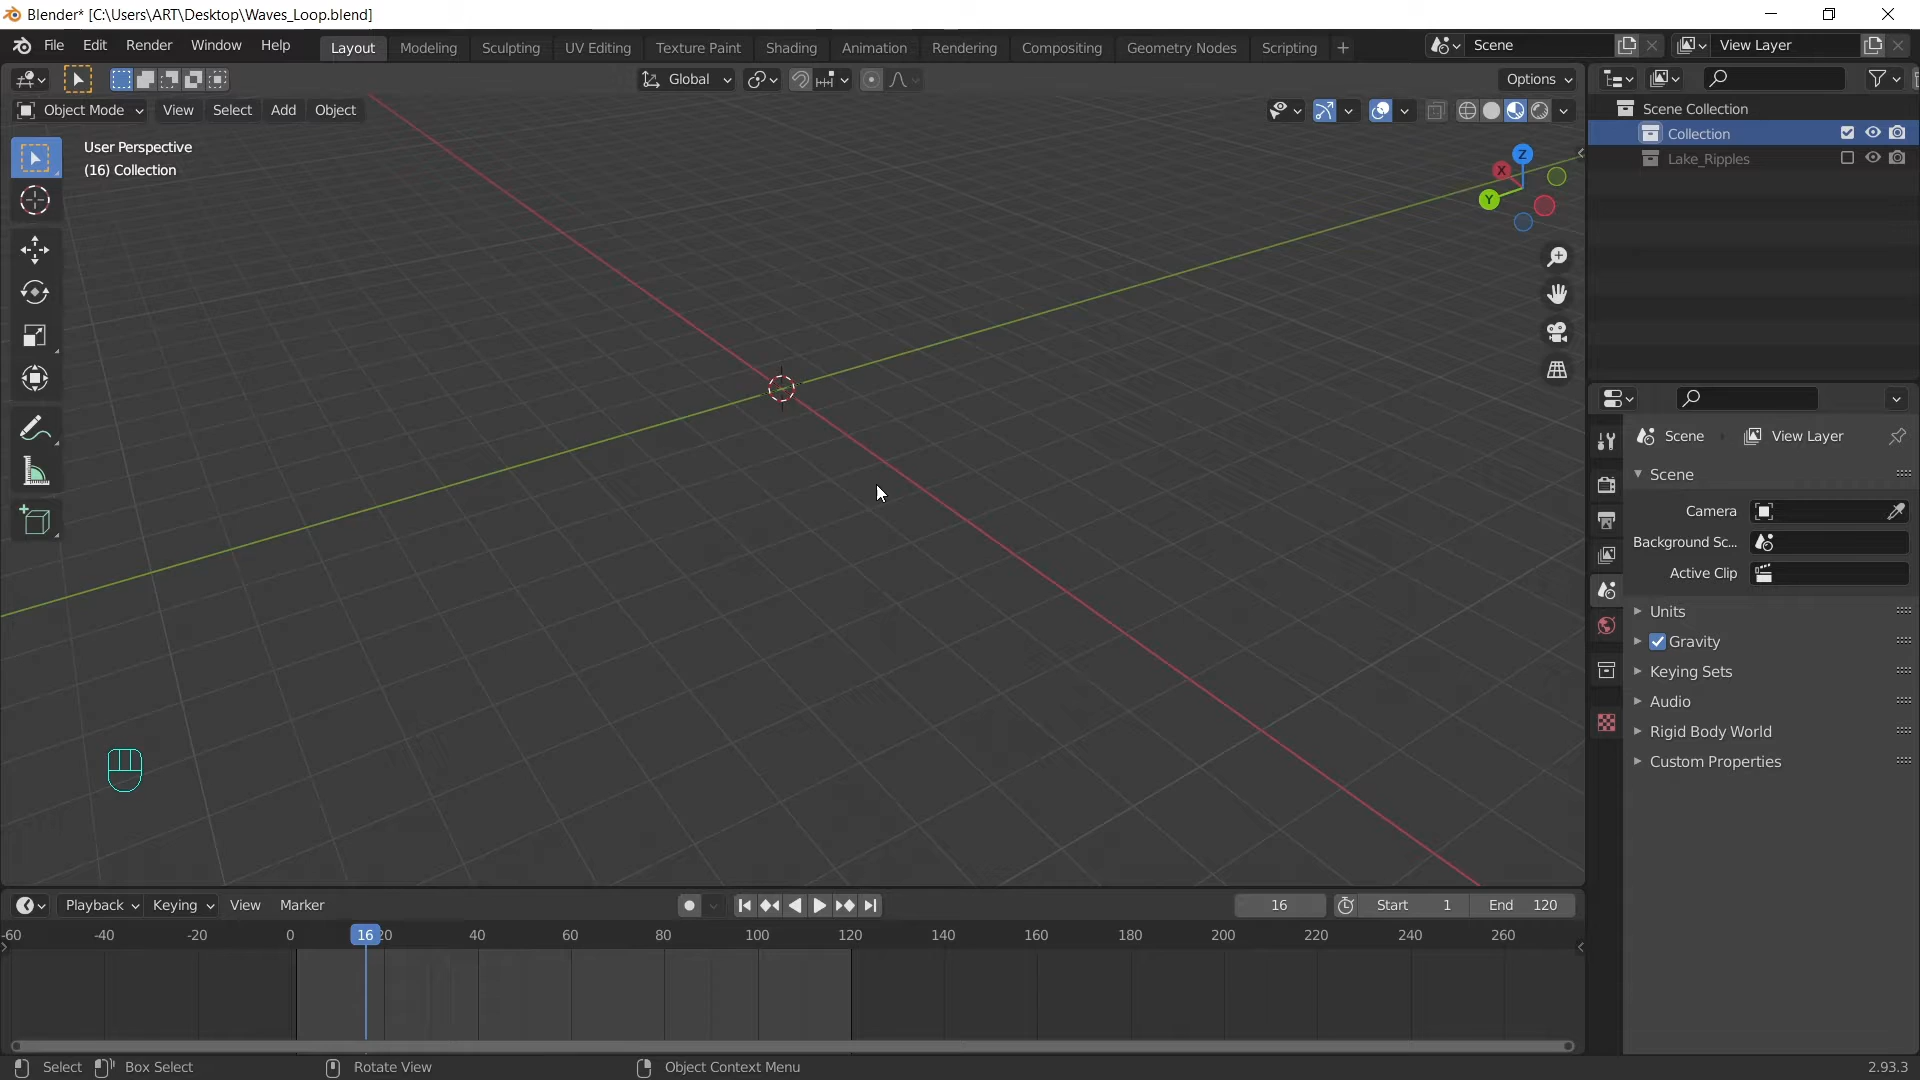 Blender* [C:\Users\ART\Desktop\Waves_Loop.blend]
File Edit Render Window Help Layout Modeling Sculpting UV Editing Texture Paint Shading Animation Rendering Compositing Geometry Nodes Scripting + Scene View Layer
Global Options
Object Mode View Select Add Object
Scene Collection
Collection
Lake_Ripples
User Perspective
(16) Collection
Z
X
Y
Scene View Layer
Scene
Camera
Background Sc...
Active Clip
Units
Gravity
Keying Sets
Audio
Rigid Body World
Custom Properties
Playback Keying View Marker 16 Start 1 End 120
-60 -40 -20 0 16 20 40 60 80 100 120 140 160 180 200 220 240 260
Select Box Select Rotate View Object Context Menu 2.93.3